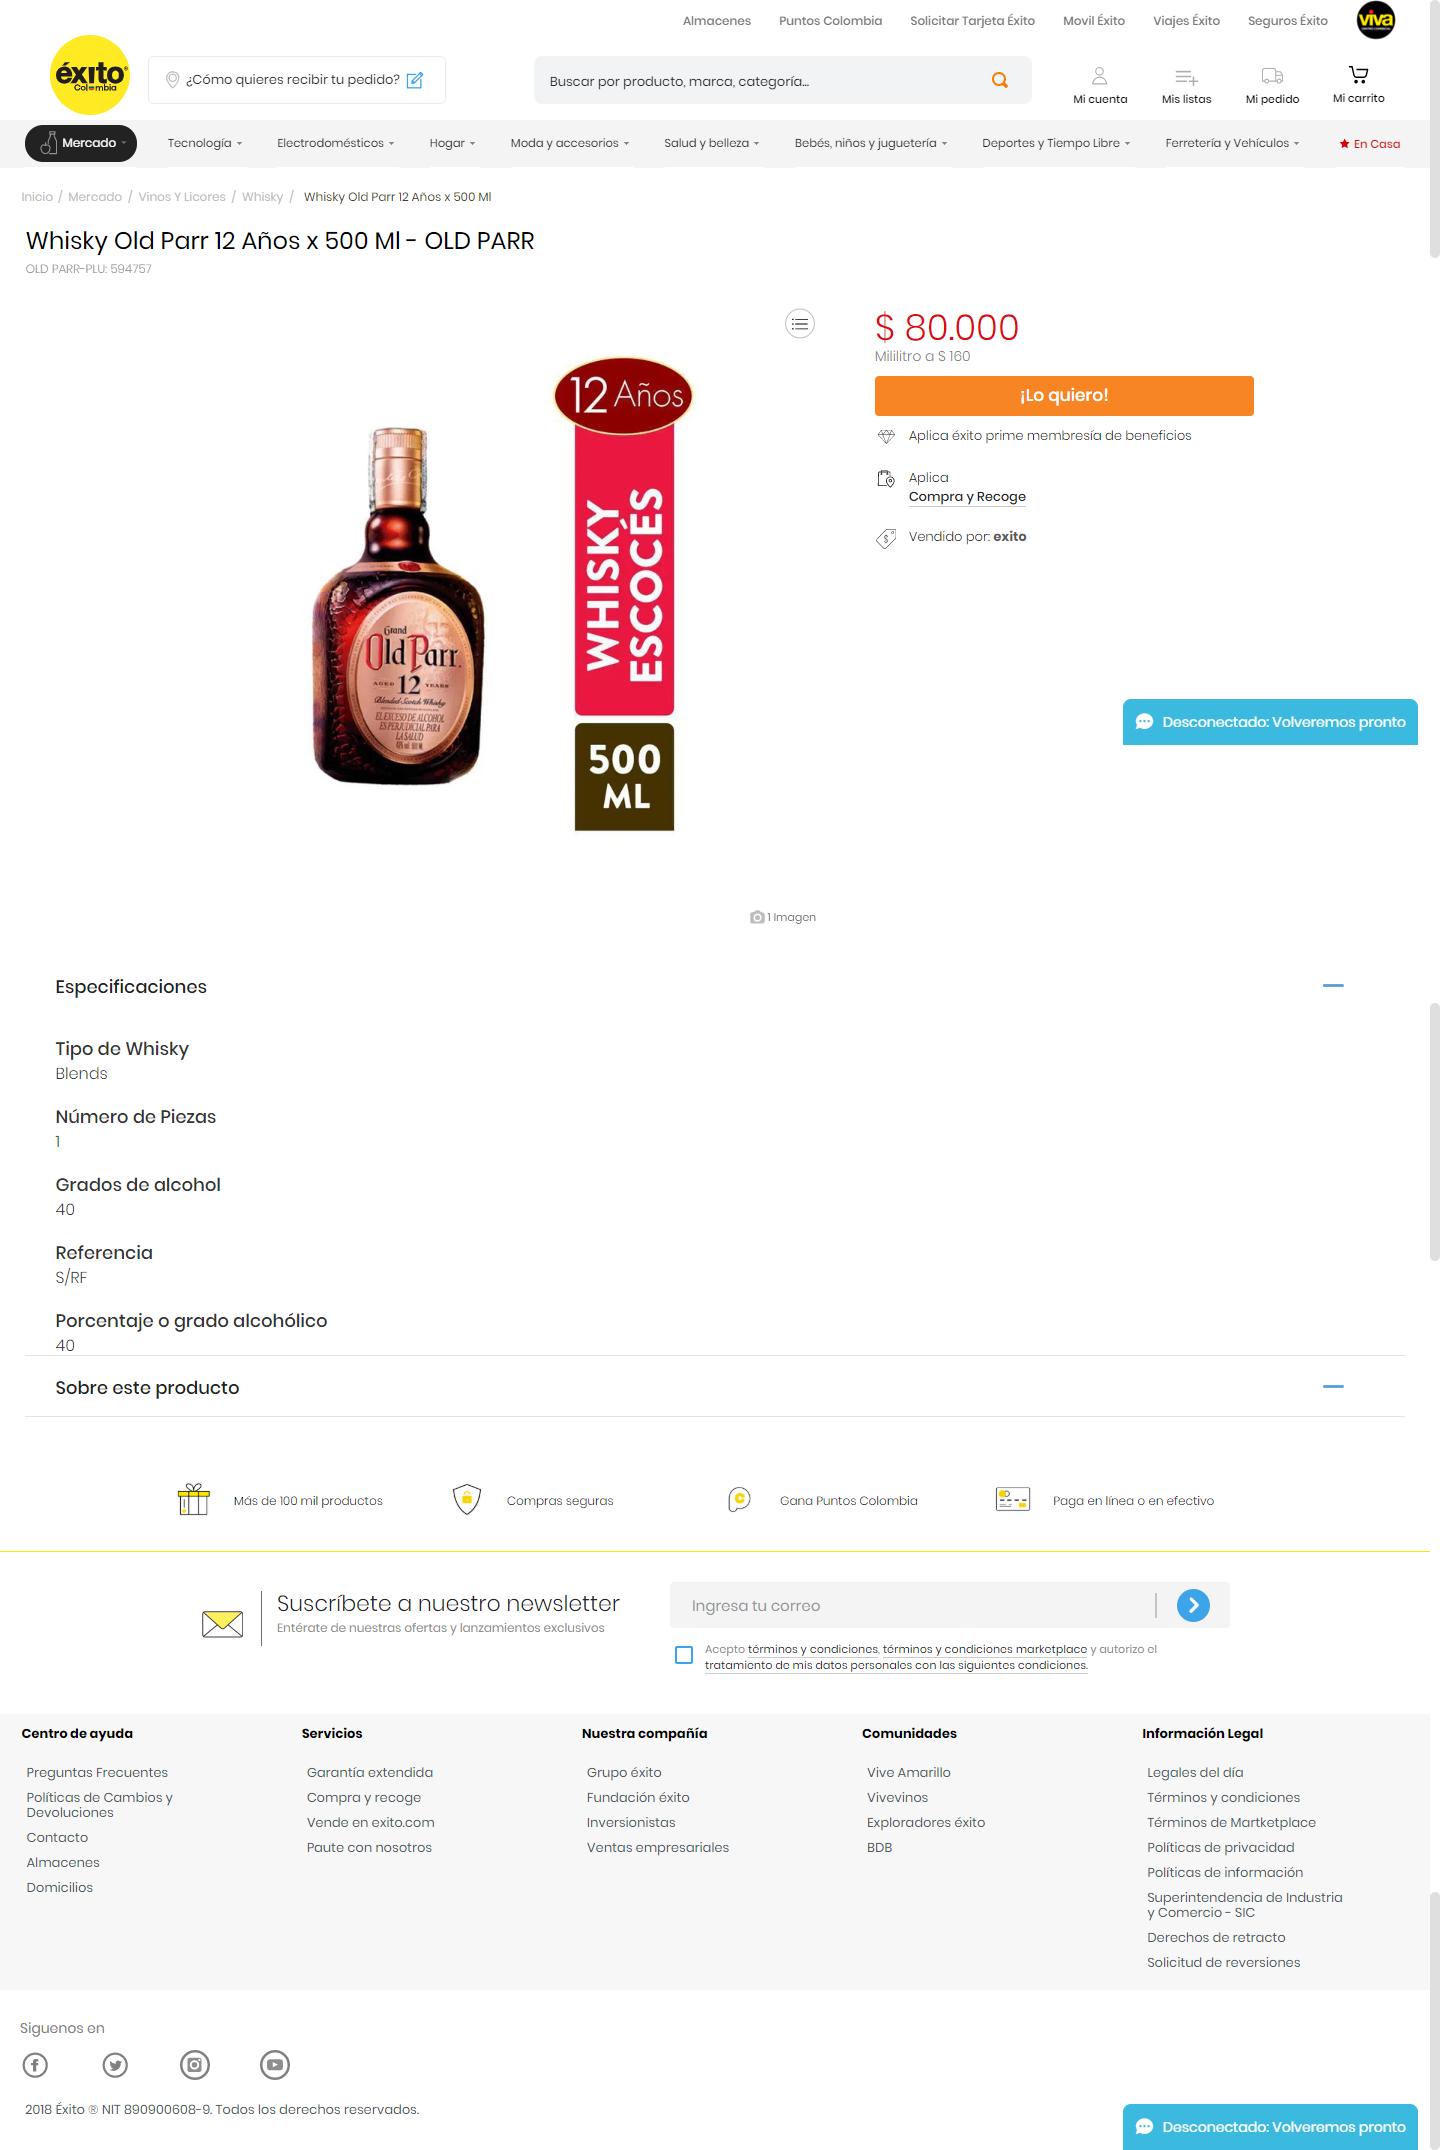 Almacenes Puntos Colombia Solicitar Tarjeta Éxito Movil Éxito Viajes Éxito Seguros Éxito viva
éxito
Colombia
¿Cómo quieres recibir tu pedido?
Buscar por producto, marca, categoría...
Mi cuenta Mis listas Mi pedido Mi carrito
Mercado Tecnología Electrodomésticos Hogar Moda y accesorios Salud y belleza Bebés, niños y juguetería Deportes y Tiempo Libre Ferretería y Vehículos En Casa
Inicio / Mercado / Vinos Y Licores / Whisky / Whisky Old Parr 12 Años x 500 Ml
Whisky Old Parr 12 Años x 500 Ml - OLD PARR
OLD PARR-PLU: 594757
12 Años
WHISKY
ESCOCÉS
500
ML
Grand
Old Parr
AGED 12 YEARS
Blended Scotch Whisky
EL EXCESO DE ALCOHOL
ES PERJUDICIAL PARA
LA SALUD
1 Imagen
$ 80.000
Mililitro a $ 160
¡Lo quiero!
Aplica éxito prime membresía de beneficios
Aplica
Compra y Recoge
Vendido por: exito
Desconectado: Volveremos pronto
Especificaciones
Tipo de Whisky
Blends
Número de Piezas
1
Grados de alcohol
40
Referencia
S/RF
Porcentaje o grado alcohólico
40
Sobre este producto
Más de 100 mil productos
Compras seguras
Gana Puntos Colombia
Paga en línea o en efectivo
Suscríbete a nuestro newsletter
Entérate de nuestras ofertas y lanzamientos exclusivos
Ingresa tu correo
Acepto términos y condiciones, términos y condiciones marketplace y autorizo el
tratamiento de mis datos personales con las siguientes condiciones.
Centro de ayuda
Preguntas Frecuentes
Políticas de Cambios y
Devoluciones
Contacto
Almacenes
Domicilios
Servicios
Garantía extendida
Compra y recoge
Vende en exito.com
Paute con nosotros
Nuestra compañía
Grupo éxito
Fundación éxito
Inversionistas
Ventas empresariales
Comunidades
Vive Amarillo
Vivevinos
Exploradores éxito
BDB
Información Legal
Legales del día
Términos y condiciones
Términos de Martketplace
Políticas de privacidad
Políticas de información
Superintendencia de Industria
y Comercio - SIC
Derechos de retracto
Solicitud de reversiones
Siguenos en
2018 Éxito ® NIT 890900608-9. Todos los derechos reservados.
Desconectado: Volveremos pronto